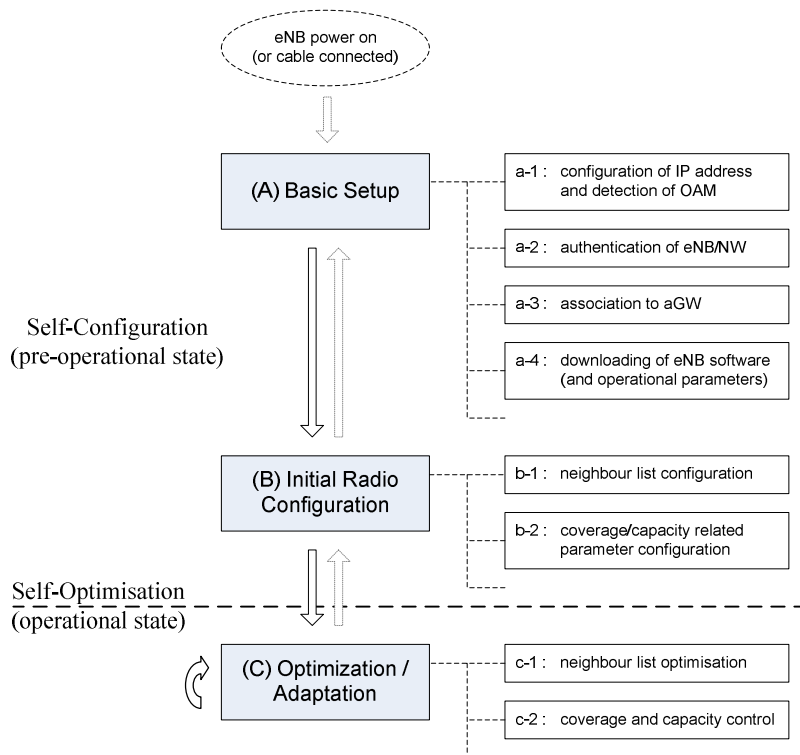 eNB power on
(or cable connected)
(A) Basic Setup
a-1 : configuration of IP address
and detection of OAM
a-2 : authentication of eNB/NW
a-3 : association to aGW
a-4 : downloading of eNB software
(and operational parameters)
Self-Configuration
(pre-operational state)
(B) Initial Radio
Configuration
b-1 : neighbour list configuration
b-2 : coverage/capacity related
parameter configuration
Self-Optimisation
(operational state)
(C) Optimization /
Adaptation
c-1 : neighbour list optimisation
c-2 : coverage and capacity control